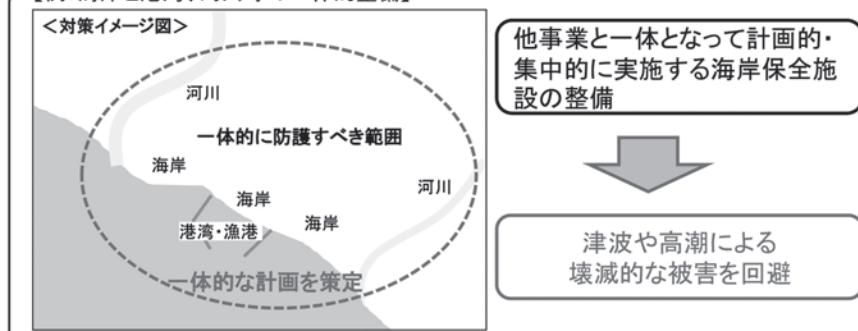 <対策イメージ図>
河川
一体的に防護すべき範囲
海岸
河川
海岸
海岸
港湾・漁港
一体的な計画を策定
他事業と一体となって計画的・
集中的に実施する海岸保全施
設の整備
津波や高潮による
壊滅的な被害を回避